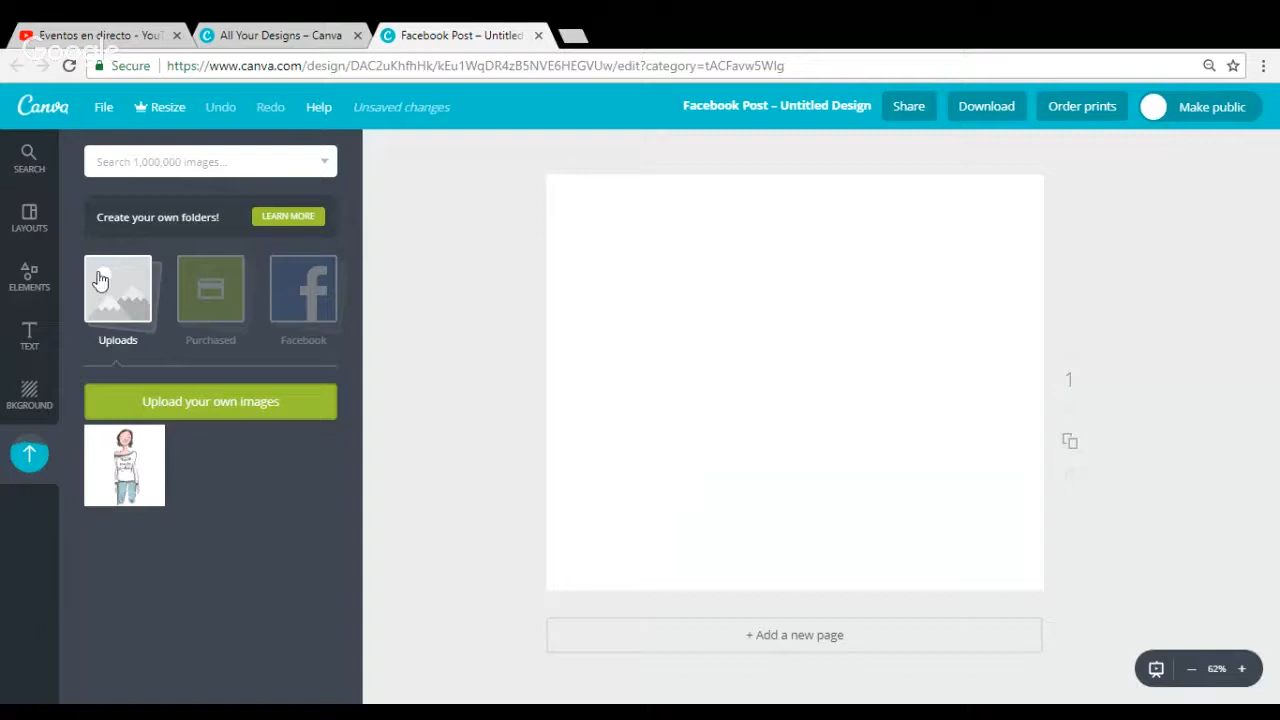 Eventos en directo - YouT
All Your Designs – Canva
Facebook Post – Untitled
Google
Secure
https://www.canva.com/design/DAC2uKhfhHk/kEu1WqDR4zB5NVE6HEGVUw/edit?category=tACFavw5WIg
Canva
File
Resize
Undo
Redo
Help
Unsaved changes
Facebook Post – Untitled Design
Share
Download
Order prints
Make public
SEARCH
LAYOUTS
ELEMENTS
TEXT
BKGROUND
Search 1,000,000 images...
Create your own folders!
LEARN MORE
Uploads
Purchased
Facebook
Upload your own images
1
+ Add a new page
62%